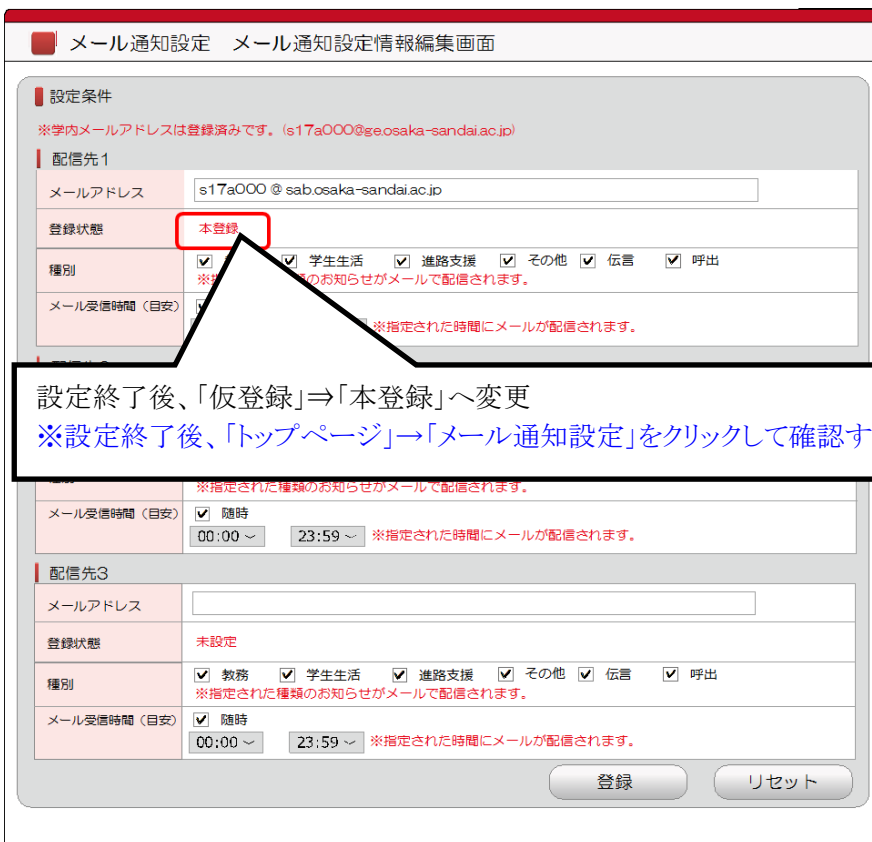 メール通知設定　メール通知設定情報編集画面
設定条件
※学内メールアドレスは登録済みです。(s17a000@ge.osaka-sandai.ac.jp)
配信先1
メールアドレス s17a000 @ sab.osaka-sandai.ac.jp
登録状態 本登録
種別 学生生活 進路支援 その他 伝言 呼出
のお知らせがメールで配信されます。
メール受信時間（目安）
※指定された時間にメールが配信されます。
設定終了後、「仮登録」⇒「本登録」へ変更
※設定終了後、「トップページ」→「メール通知設定」をクリックして確認す
※指定された種類のお知らせがメールで配信されます。
メール受信時間（目安） 随時
00:00 23:59 ※指定された時間にメールが配信されます。
配信先3
メールアドレス
登録状態 未設定
種別 教務 学生生活 進路支援 その他 伝言 呼出
※指定された種類のお知らせがメールで配信されます。
メール受信時間（目安） 随時
00:00 23:59 ※指定された時間にメールが配信されます。
登録 リセット